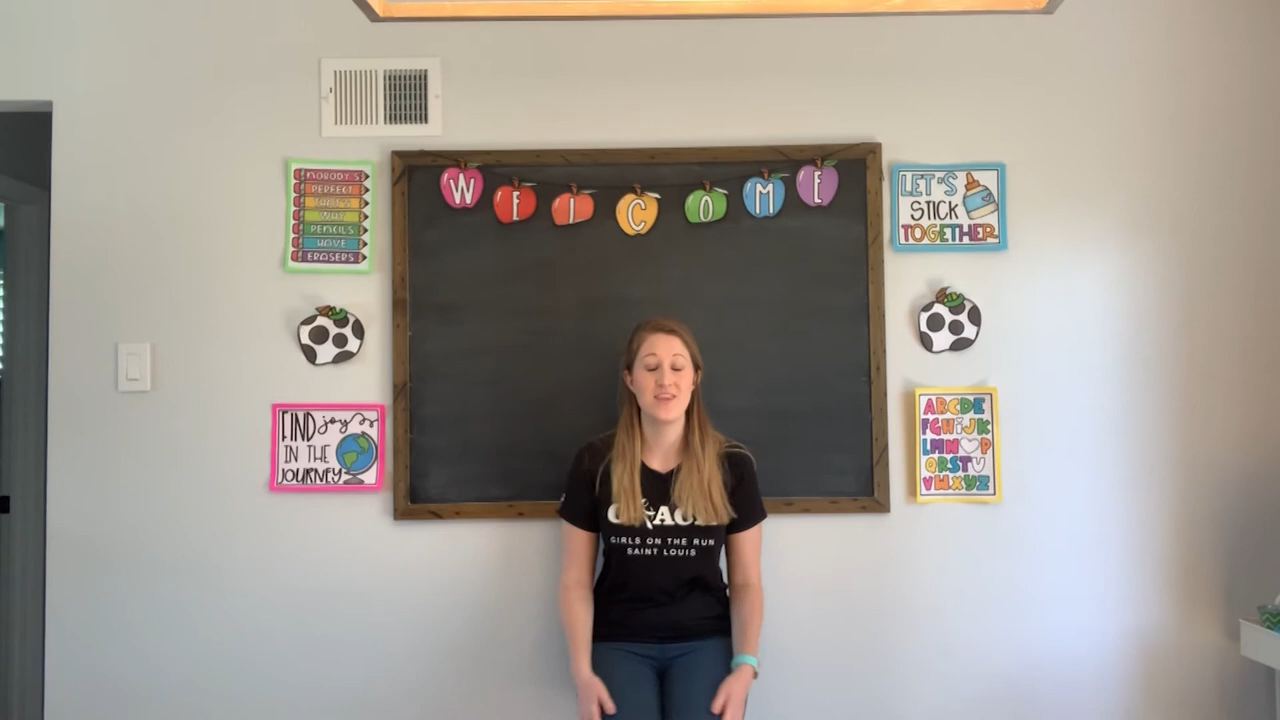 WELCOME
NOBODY'S
PERFECT
THAT'S
WHY
PENCILS
HAVE
ERASERS
LET'S
STICK
TOGETHER
FIND joy
IN THE
JOURNEY
ABCDE
FGHIJK
LMN P
QRSTU
VWXYZ
GIRLS ON THE RUN
SAINT LOUIS